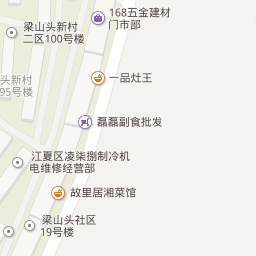 168五金建材
门市部
梁山头新村
二区100号楼
一品灶王
头新村
95号楼
磊磊副食批发
江夏区凌柒捌制冷机
电维修经营部
故里居湘菜馆
梁山头社区
19号楼